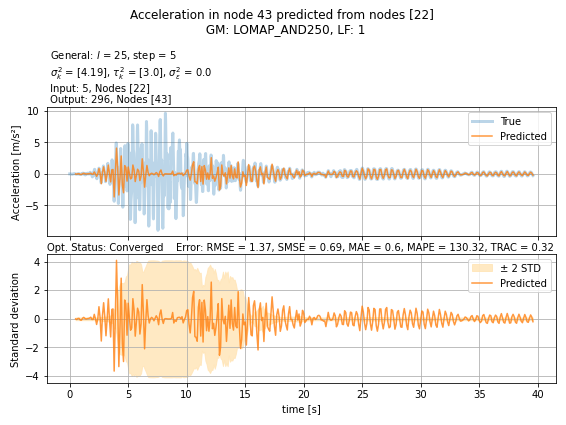 Acceleration in node 43 predicted from nodes [22]
GM: LOMAP_AND250, LF: 1
General: l = 25, step = 5
σ²ₖ = [4.19], τ²ₖ = [3.0], σ²ₑ = 0.0
Input: 5, Nodes [22]
Output: 296, Nodes [43]
Acceleration [m/s²]
10
5
0
−5
True
Predicted
Opt. Status: Converged Error: RMSE = 1.37, SMSE = 0.69, MAE = 0.6, MAPE = 130.32, TRAC = 0.32
Standard deviation
4
2
0
−2
−4
± 2 STD
Predicted
0 5 10 15 20 25 30 35 40
time [s]